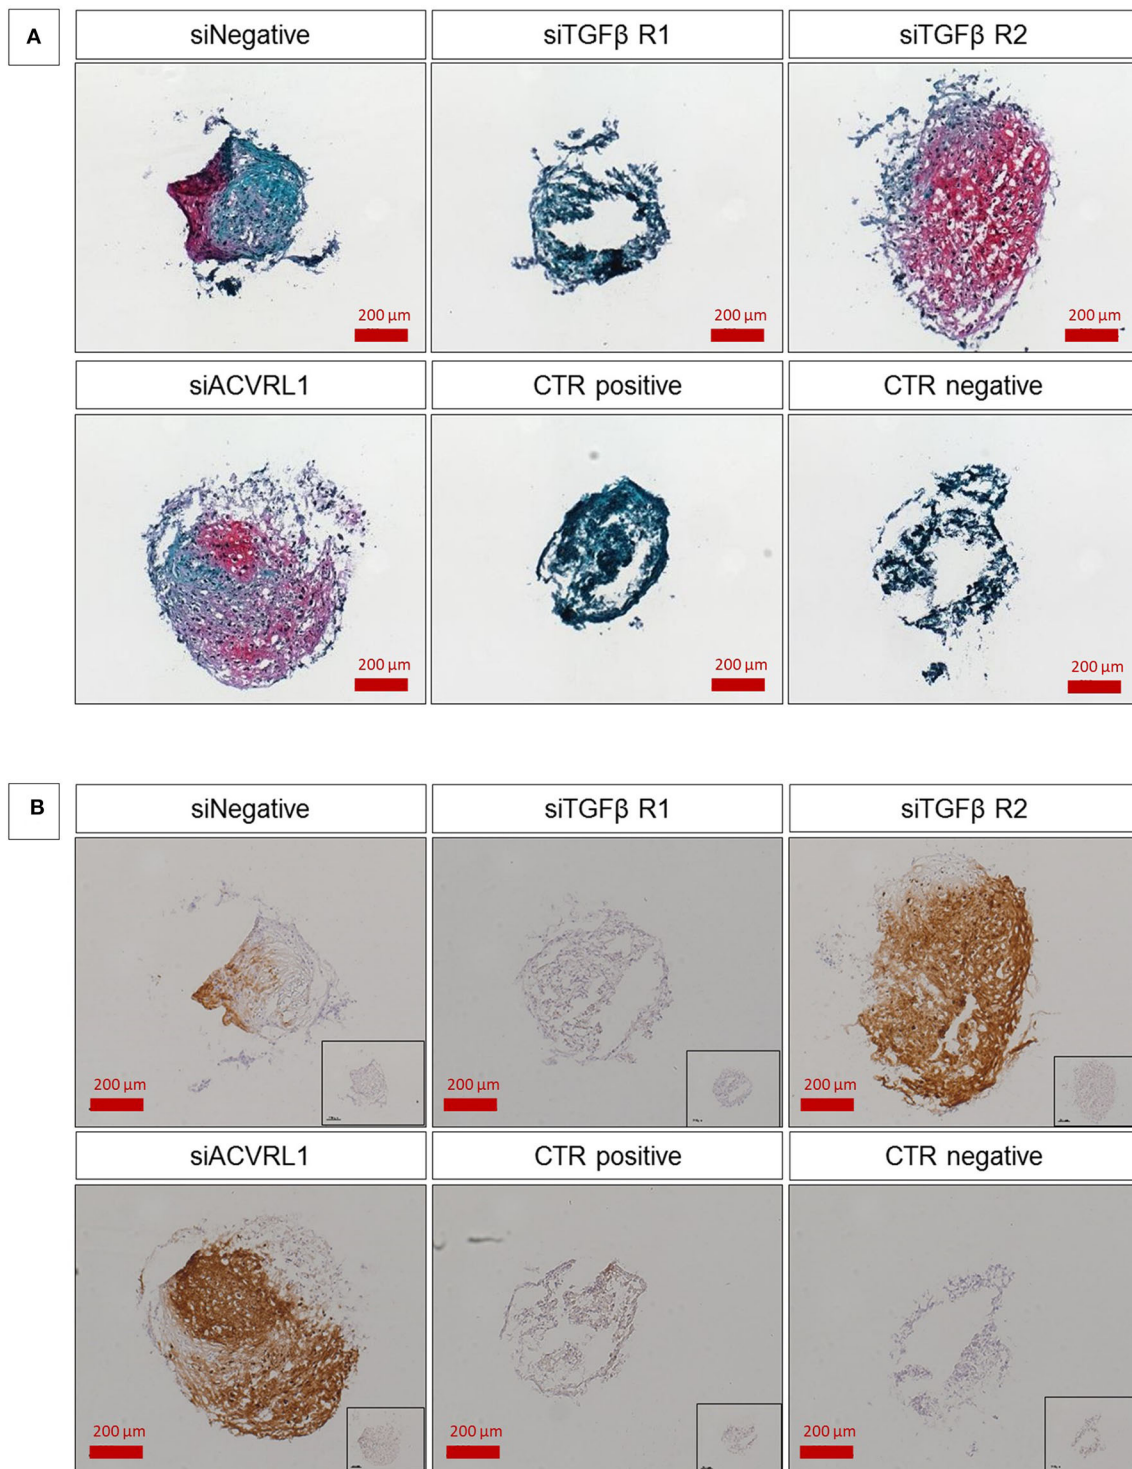 A
siNegative
siTGFβ R1
siTGFβ R2
200 µm
200 µm
200 µm
siACVRL1
CTR positive
CTR negative
200 µm
200 µm
200 µm
B
siNegative
siTGFβ R1
siTGFβ R2
200 µm
200 µm
200 µm
siACVRL1
CTR positive
CTR negative
200 µm
200 µm
200 µm